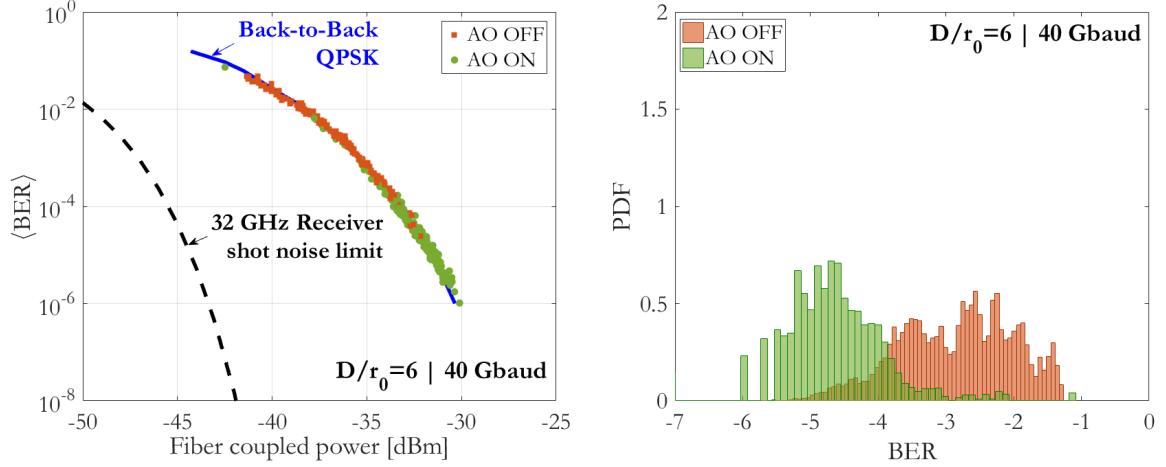 10^0
10^-2
10^-4
10^-6
10^-8
⟨BER⟩
Back-to-Back
QPSK
AO OFF
AO ON
32 GHz Receiver
shot noise limit
D/r_0=6 | 40 Gbaud
-50 -45 -40 -35 -30 -25
Fiber coupled power [dBm]
2
1.5
1
0.5
0
PDF
AO OFF
AO ON
D/r_0=6 | 40 Gbaud
-7 -6 -5 -4 -3 -2 -1 0
BER